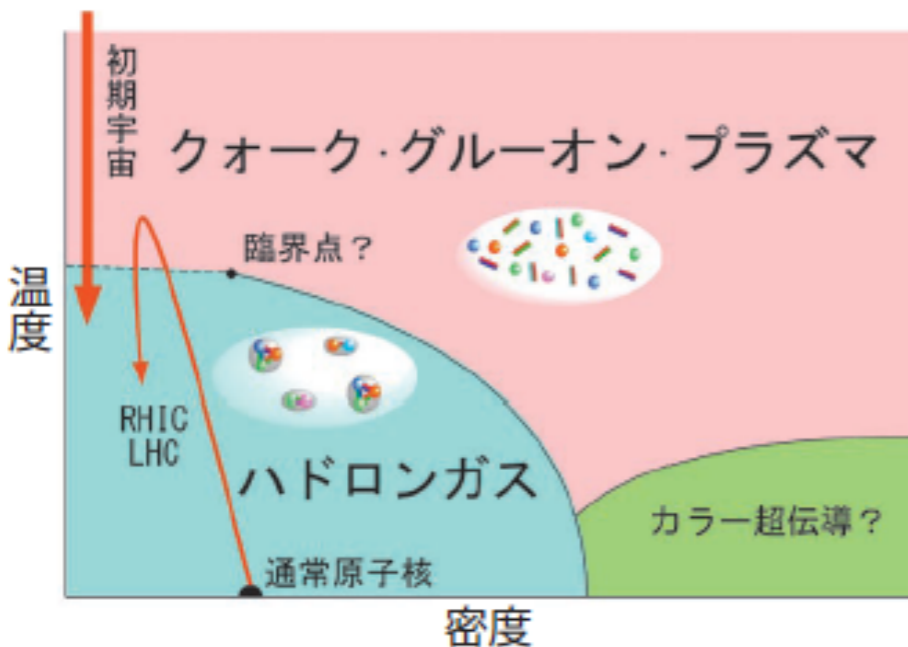 初期宇宙
クォーク・グルーオン・プラズマ
臨界点？
温度
RHIC
LHC
ハドロンガス
カラー超伝導？
通常原子核
密度